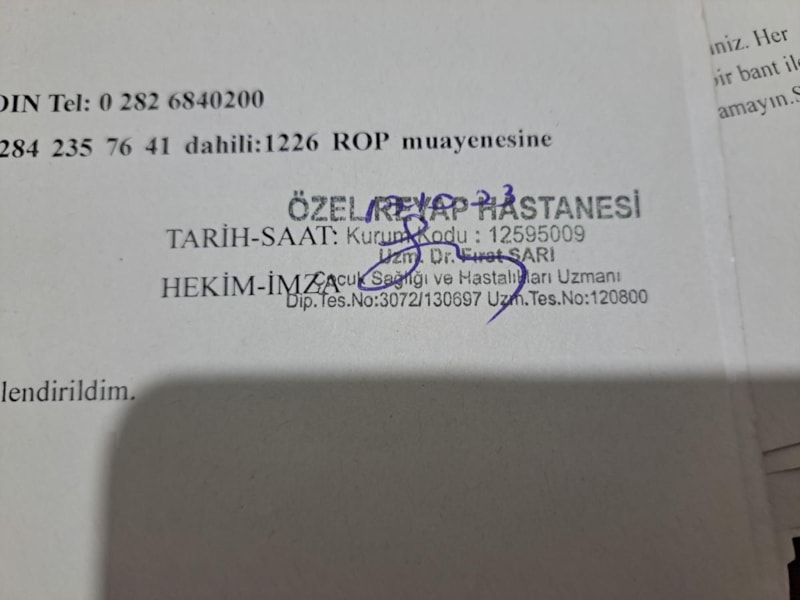 DIN Tel: 0 282 6840200
284 235 76 41 dahili:1226 ROP muayenesine
ÖZEL REYAP HASTANESİ
TARİH-SAAT: Kurum Kodu : 12595009
Uzm. Dr. Fırat SARI
HEKİM-İMZA Çocuk Sağlığı ve Hastalıkları Uzmanı
Dip.Tes.No:3072/130697 Uzm.Tes.No:120800
lendirildim.
iniz. Her
bir bant ile
amayın.S